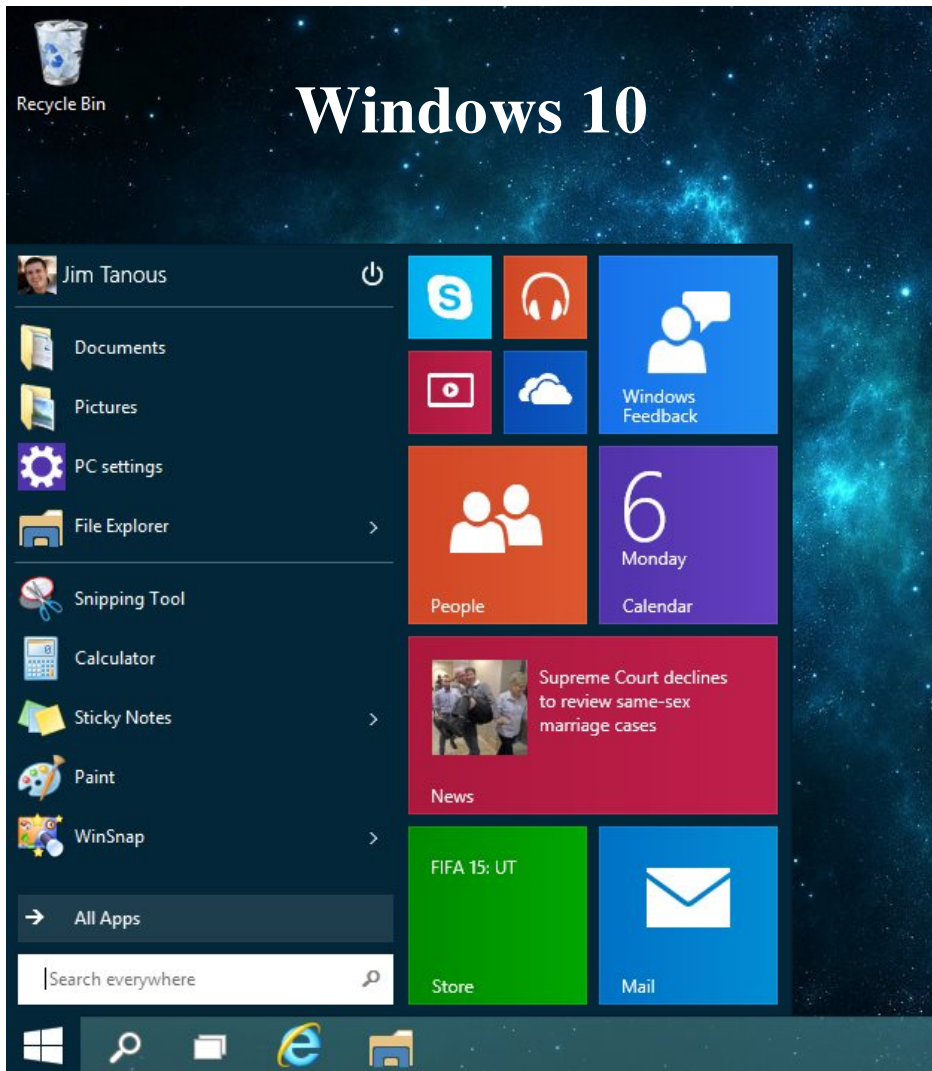 Recycle Bin
Windows 10
Jim Tanous
Documents
Pictures
PC settings
File Explorer
Snipping Tool
Calculator
Sticky Notes
Paint
WinSnap
All Apps
Search everywhere
S
Windows
Feedback
People
6
Monday
Calendar
Supreme Court declines
to review same-sex
marriage cases
News
FIFA 15: UT
Store
Mail